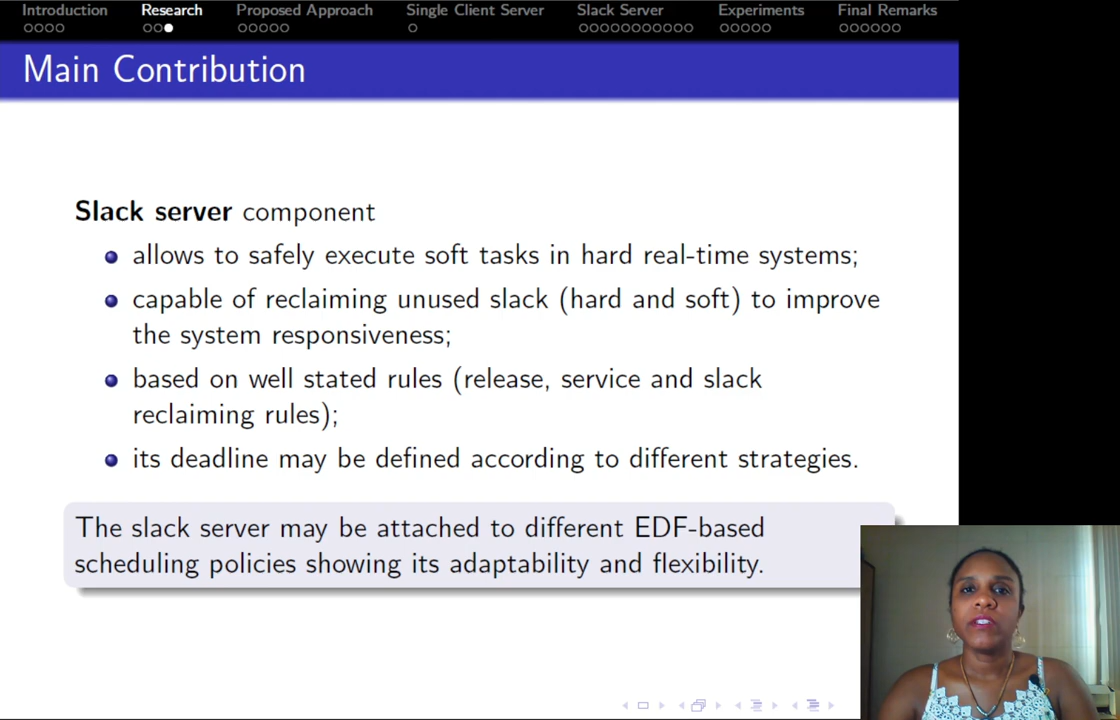 Introduction Research Proposed Approach Single Client Server Slack Server Experiments Final Remarks
Main Contribution
Slack server component
allows to safely execute soft tasks in hard real-time systems;
capable of reclaiming unused slack (hard and soft) to improve
the system responsiveness;
based on well stated rules (release, service and slack
reclaiming rules);
its deadline may be defined according to different strategies.
The slack server may be attached to different EDF-based
scheduling policies showing its adaptability and flexibility.